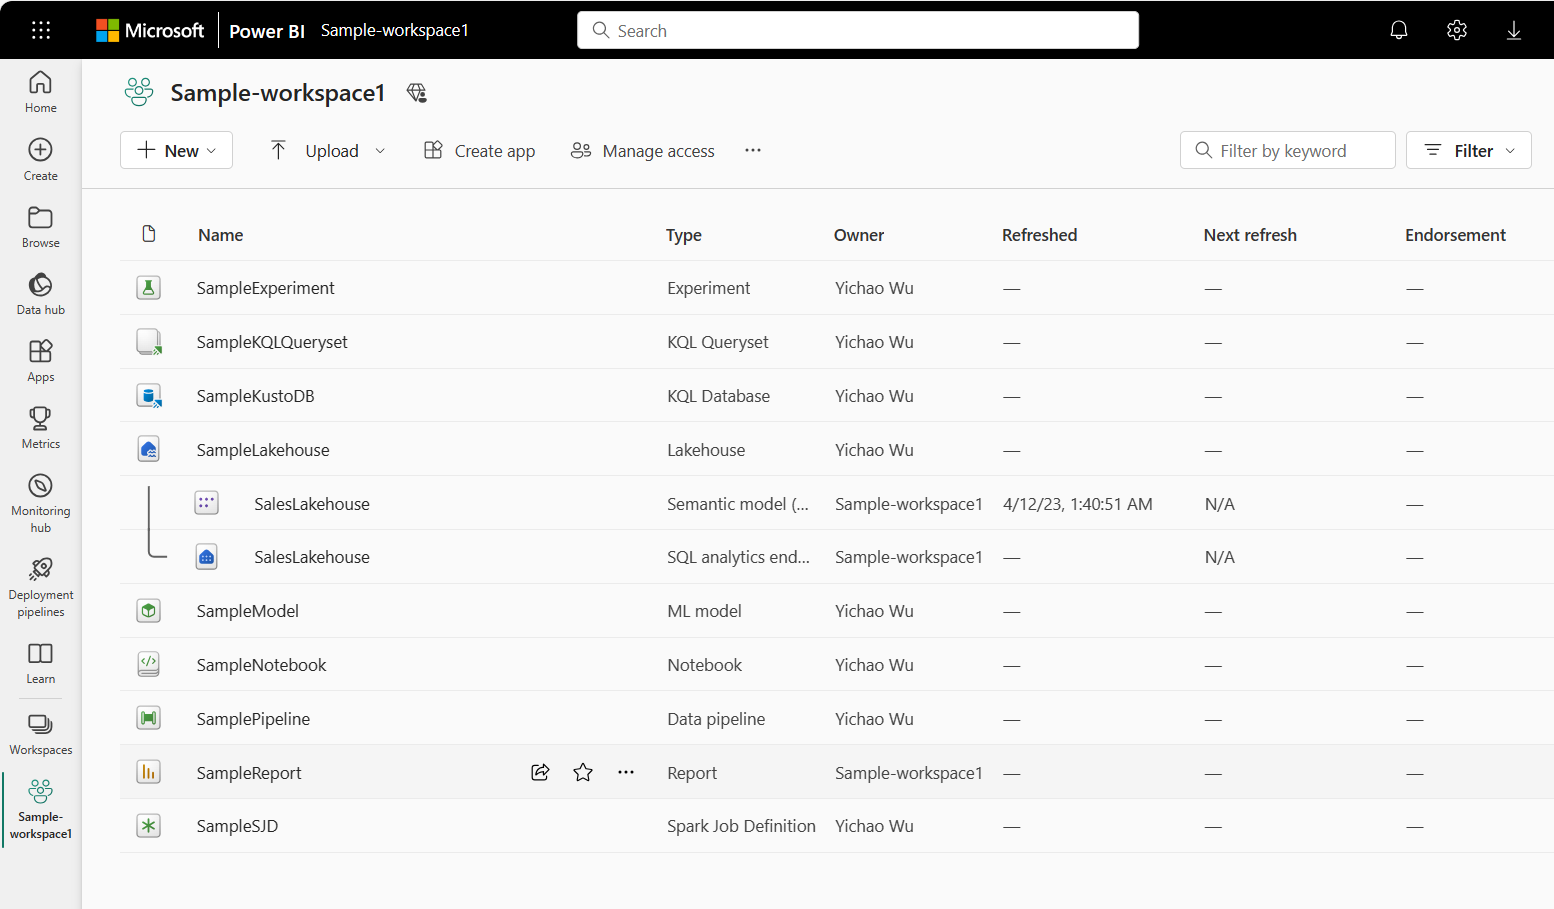 Microsoft Power BI Sample-workspace1 Search
Home
Create
Browse
Data hub
Apps
Metrics
Monitoring
hub
Deployment
pipelines
Learn
Workspaces
Sample-
workspace1
Sample-workspace1
New Upload Create app Manage access Filter by keyword Filter
Name Type Owner Refreshed Next refresh Endorsement
SampleExperiment Experiment Yichao Wu — — —
SampleKQLQueryset KQL Queryset Yichao Wu — — —
SampleKustoDB KQL Database Yichao Wu — — —
SampleLakehouse Lakehouse Yichao Wu — — —
SalesLakehouse Semantic model (... Sample-workspace1 4/12/23, 1:40:51 AM N/A —
SalesLakehouse SQL analytics end... Sample-workspace1 — N/A —
SampleModel ML model Yichao Wu — — —
SampleNotebook Notebook Yichao Wu — — —
SamplePipeline Data pipeline Yichao Wu — — —
SampleReport Report Sample-workspace1 — — —
SampleSJD Spark Job Definition Yichao Wu — — —